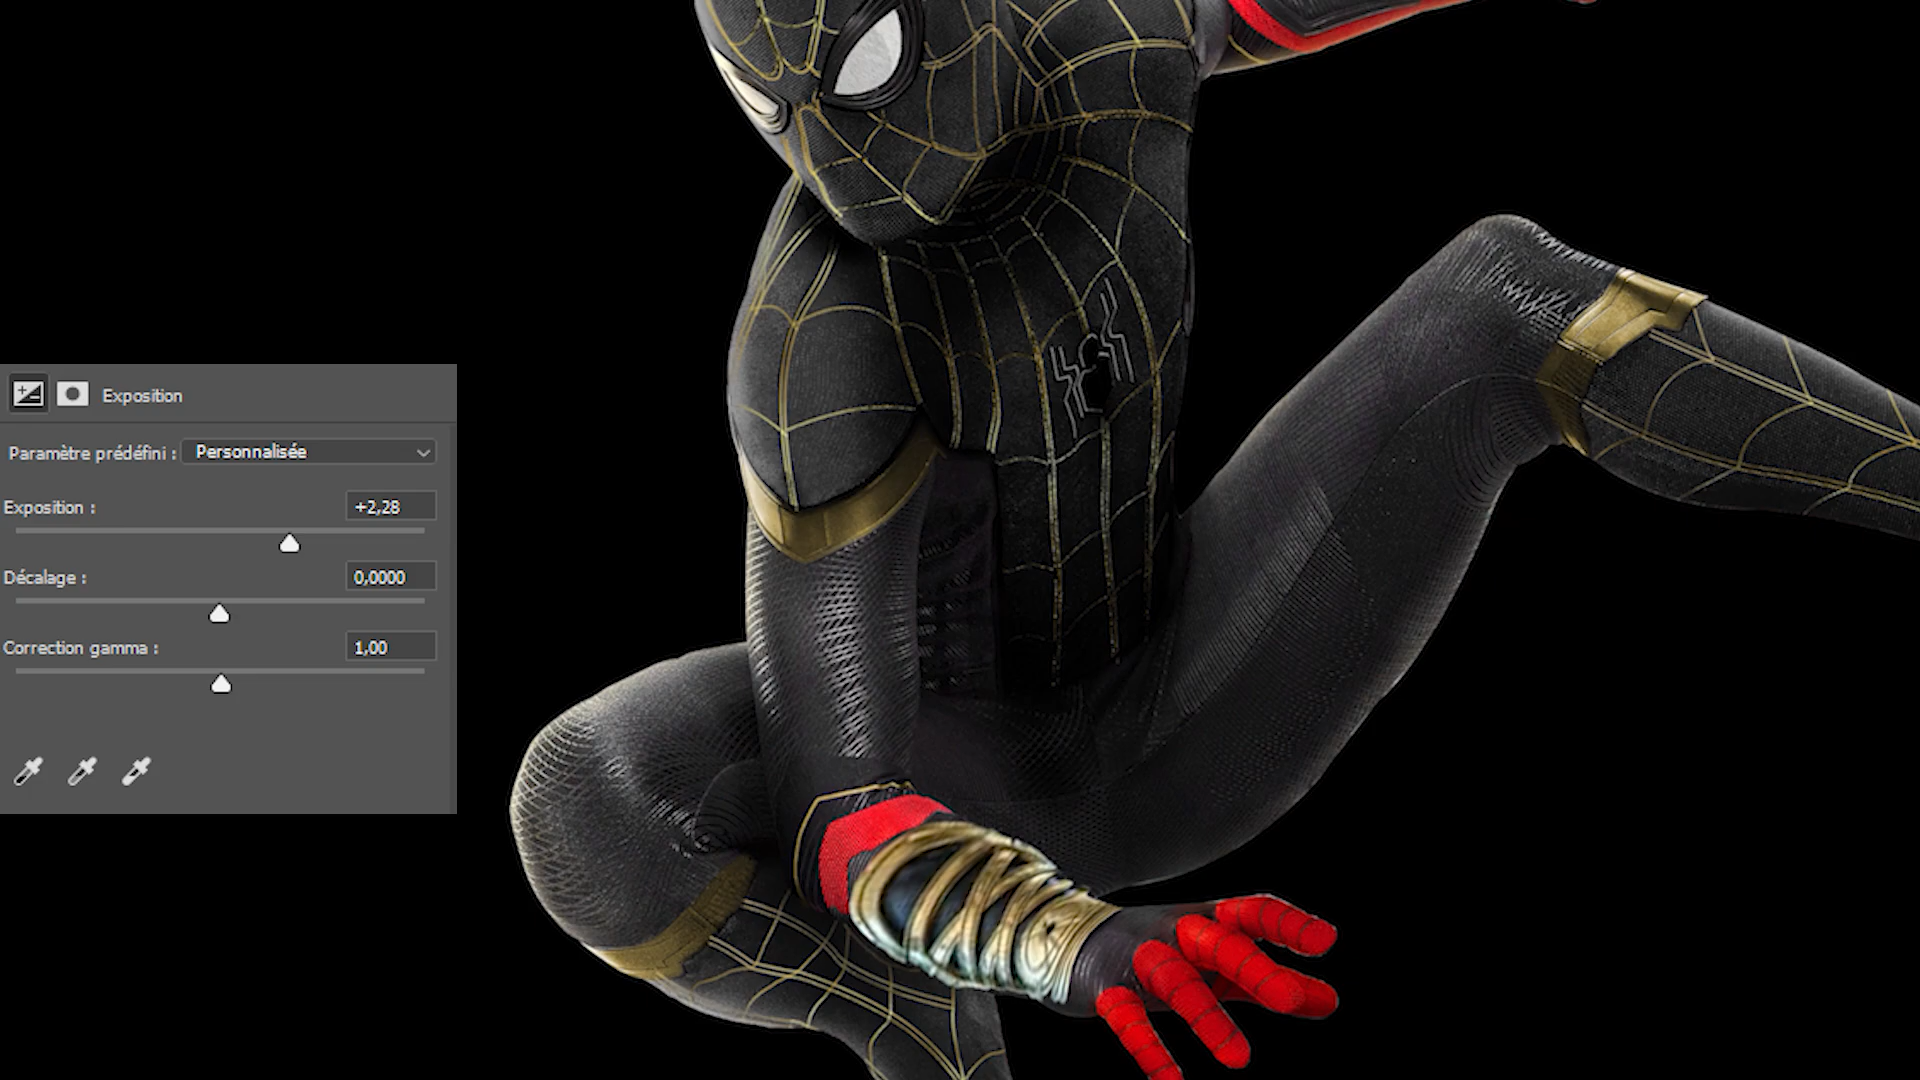 Exposition
Paramètre prédéfini : Personnalisée
Exposition : +2,28
Décalage : 0,0000
Correction gamma : 1,00